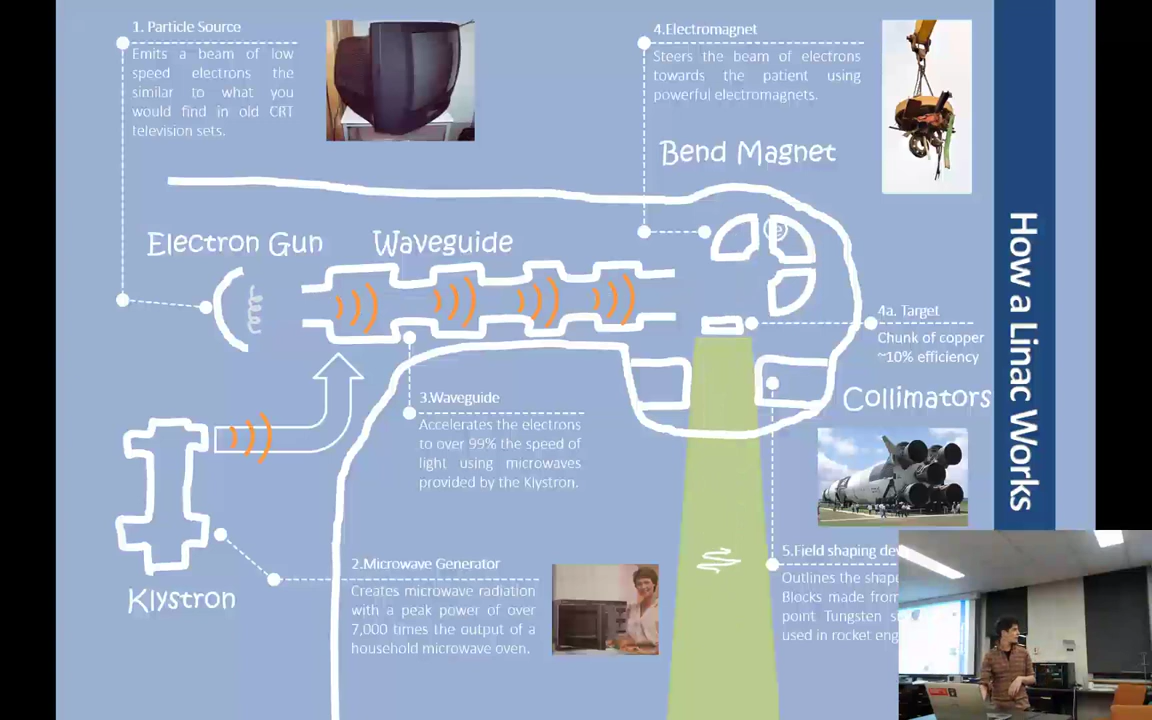 1. Particle Source
Emits a beam of low
speed electrons the
similar to what you
would find in old CRT
television sets.
4.Electromagnet
Steers the beam of electrons
towards the patient using
powerful electromagnets.
Bend Magnet
Electron Gun
Waveguide
e
4a. Target
Chunk of copper
~10% efficiency
Collimators
3.Waveguide
Accelerates the electrons
to over 99% the speed of
light using microwaves
provided by the Klystron.
Klystron
2.Microwave Generator
Creates microwave radiation
with a peak power of over
7,000 times the output of a
household microwave oven.
5.Field shaping
Outlines the
Blocks made from
point Tungsten
used in rocket
How a Linac Works